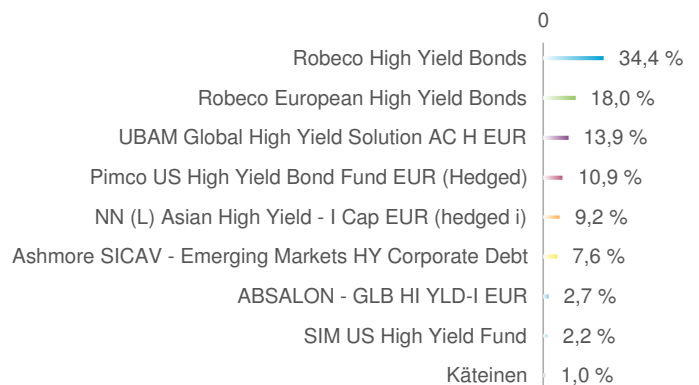 0
Robeco High Yield Bonds 34,4 %
Robeco European High Yield Bonds 18,0 %
UBAM Global High Yield Solution AC H EUR 13,9 %
Pimco US High Yield Bond Fund EUR (Hedged) 10,9 %
NN (L) Asian High Yield - I Cap EUR (hedged i) 9,2 %
Ashmore SICAV - Emerging Markets HY Corporate Debt 7,6 %
ABSALON - GLB HI YLD-I EUR 2,7 %
SIM US High Yield Fund 2,2 %
Käteinen 1,0 %